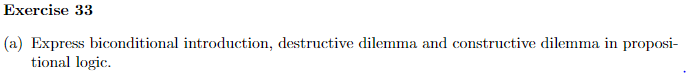 Exercise 33
(a) Express biconditional introduction, destructive dilemma and constructive dilemma in proposi-
tional logic.